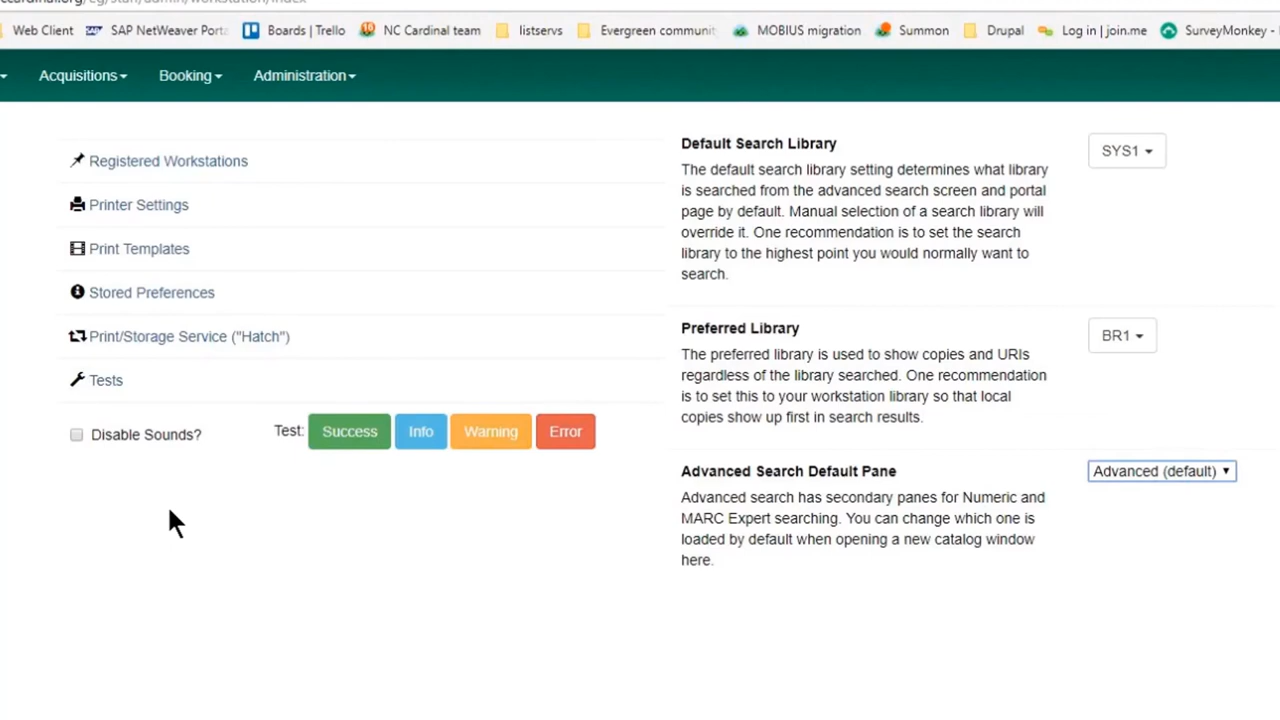 Web Client SAP NetWeaver Porta Boards | Trello NC Cardinal team listservs Evergreen communit MOBIUS migration Summon Drupal Log in | join.me SurveyMonkey -
Acquisitions Booking Administration
Registered Workstations
Printer Settings
Print Templates
Stored Preferences
Print/Storage Service ("Hatch")
Tests
Disable Sounds? Test: Success Info Warning Error
Default Search Library SYS1
The default search library setting determines what library
is searched from the advanced search screen and portal
page by default. Manual selection of a search library will
override it. One recommendation is to set the search
library to the highest point you would normally want to
search.
Preferred Library BR1
The preferred library is used to show copies and URIs
regardless of the library searched. One recommendation
is to set this to your workstation library so that local
copies show up first in search results.
Advanced Search Default Pane Advanced (default)
Advanced search has secondary panes for Numeric and
MARC Expert searching. You can change which one is
loaded by default when opening a new catalog window
here.